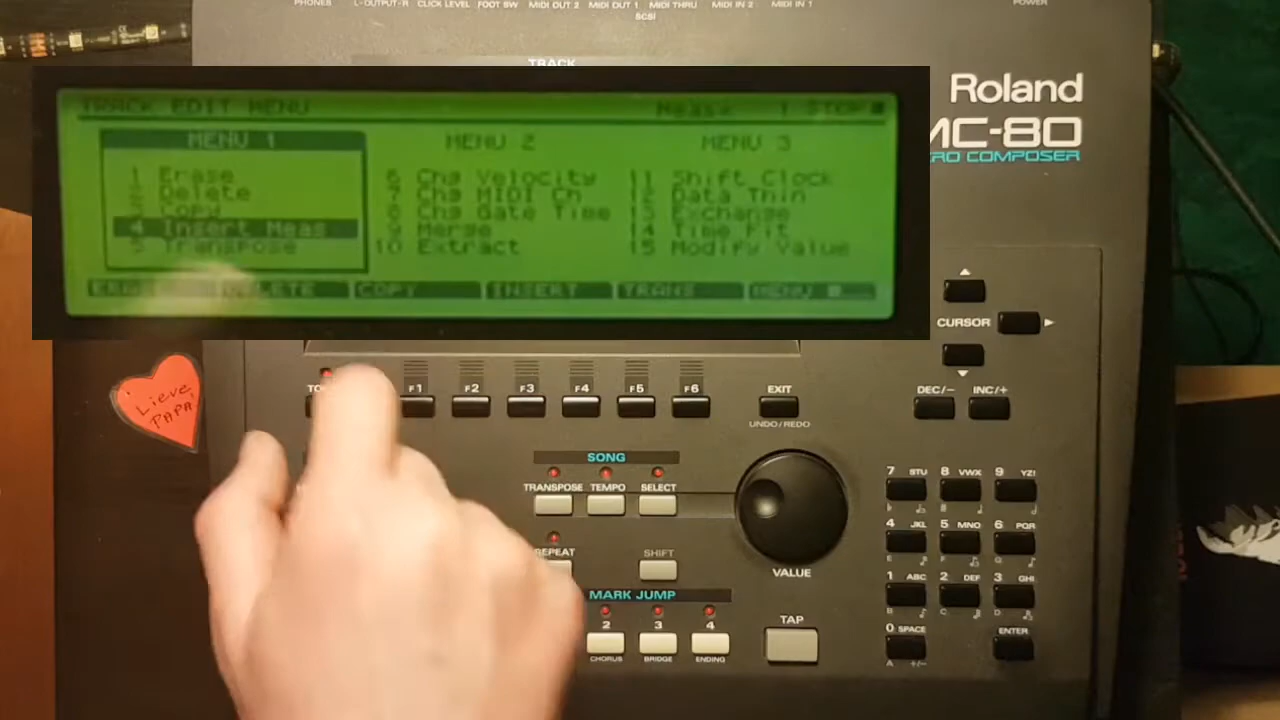 PHONES L-OUTPUT-R CLICK LEVEL FOOT SW MIDI OUT 2 MIDI OUT 1 MIDI THRU MIDI IN 2 MIDI IN 1 POWER
SCSI
TRACK
Roland
MC-80
RO COMPOSER
TRACK EDIT MENU Meas= 1 STOP
MENU 1 MENU 2 MENU 3
1 Erase 6 Chg Velocity 11 Shift Clock
2 Delete 7 Chg MIDI Ch 12 Data Thin
3 Copy 8 Chg Gate Time 13 Exchange
4 Insert Meas 9 Merge 14 Time Fit
5 Transpose 10 Extract 15 Modify Value
DELETE COPY INSERT TRANS MENU
CURSOR
Lieve
PAPA!
F1 F2 F3 F4 F5 F6 EXIT
UNDO/REDO
DEC/- INC/+
SONG
TRANSPOSE TEMPO SELECT
REPEAT SHIFT
VALUE
MARK JUMP
2 3 4
CHORUS BRIDGE ENDING
TAP
7 STU 8 VWX 9 YZ!
4 JKL 5 MNO 6 PQR
1 ABC 2 DEF 3 GHI
0 SPACE ENTER
A +/-